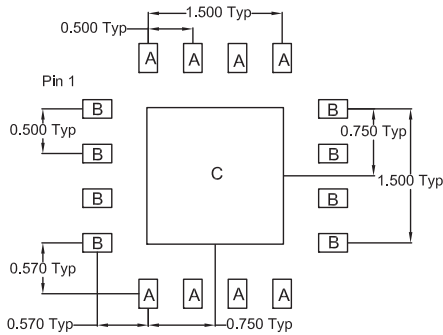 1.500 Typ
0.500 Typ
A A A A
Pin 1
B B
0.500 Typ 0.750 Typ
B B
C
1.500 Typ
B B
B B
0.570 Typ
A A A A
0.570 Typ 0.750 Typ